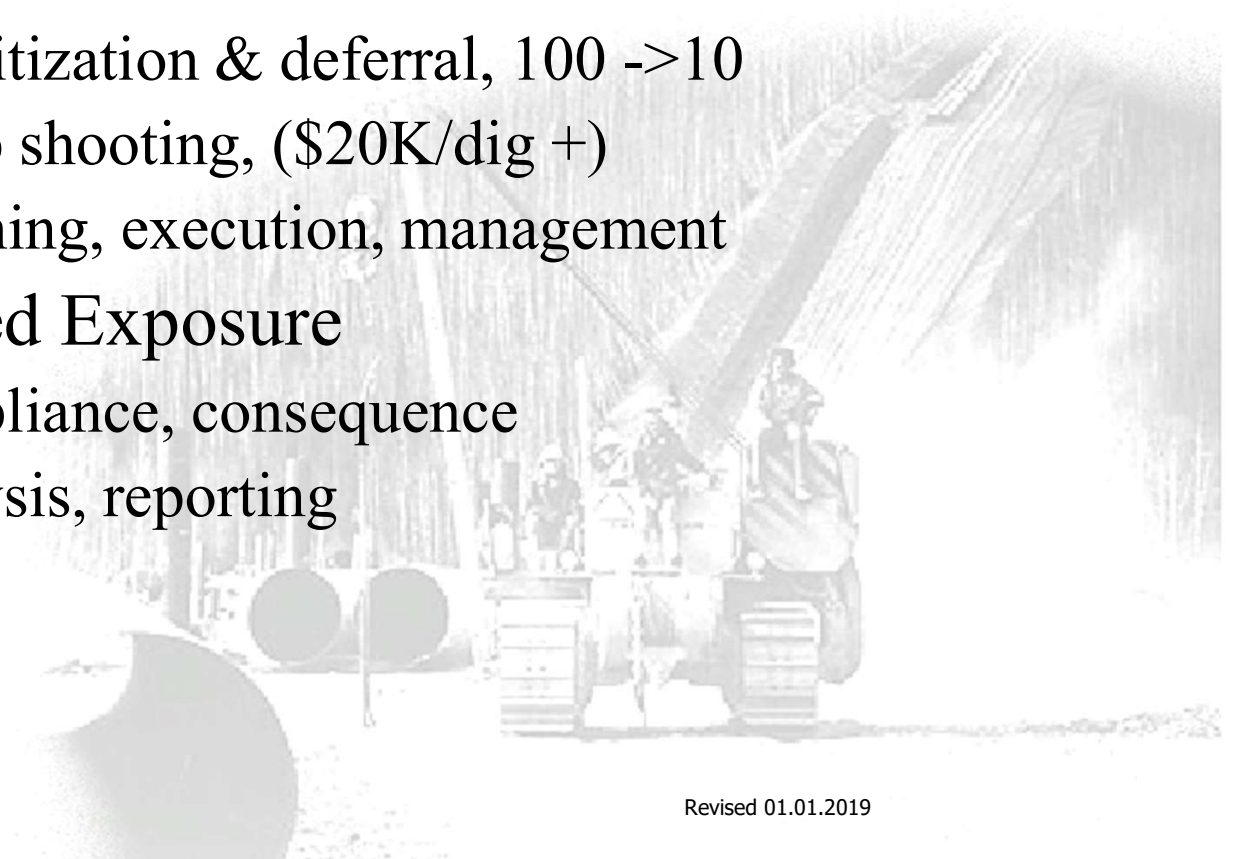 itization & deferral, 100 ->10
shooting, ($20K/dig +)
ning, execution, management
ed Exposure
pliance, consequence
ysis, reporting
Revised 01.01.2019